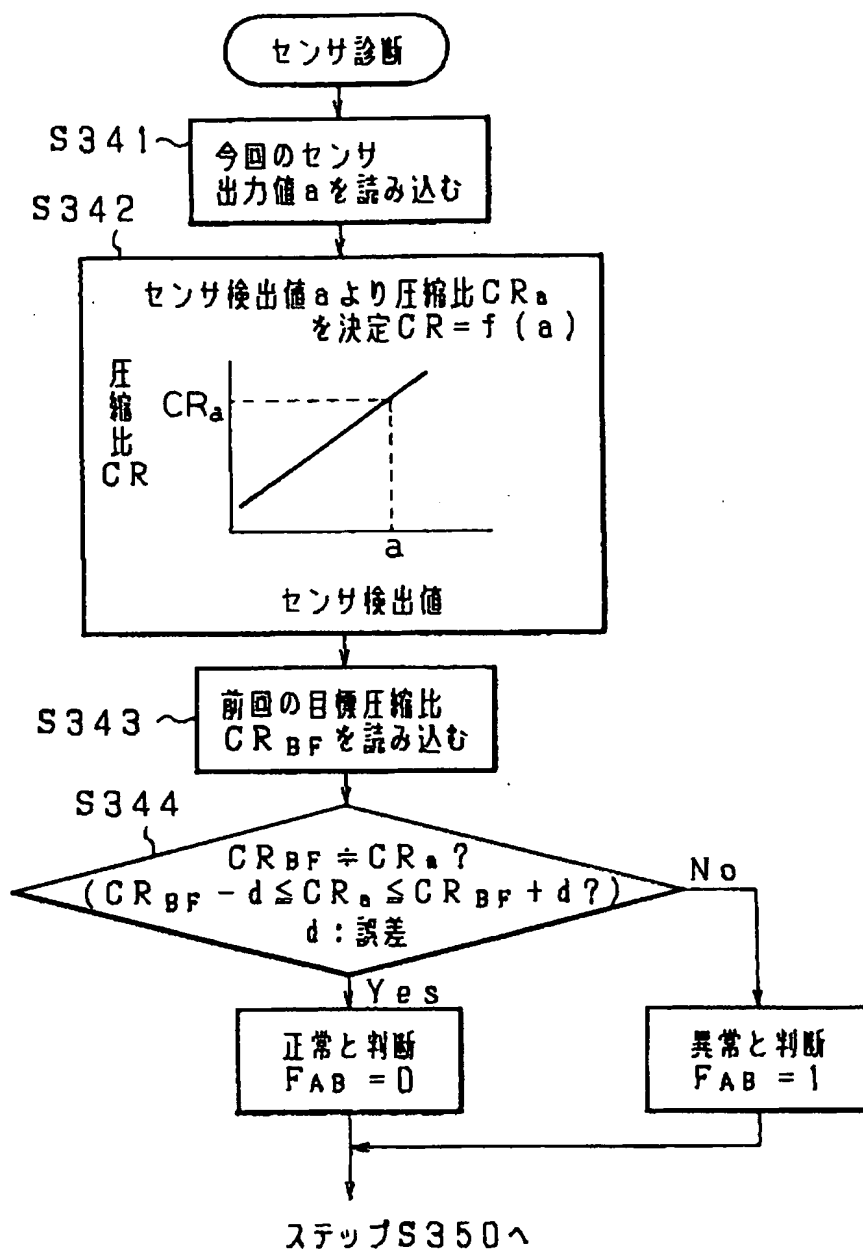 センサ診断
S341
今回のセンサ
出力値aを読み込む
S342
センサ検出値aより圧縮比CRa
を決定CR=f(a)
圧縮比CR
CRa
a
センサ検出値
S343
前回の目標圧縮比
CRBFを読み込む
S344
CRBF≒CRa?
(CRBF-d≦CRa≦CRBF+d?)
d:誤差
No
Yes
正常と判断
FAB=0
異常と判断
FAB=1
ステップS350へ